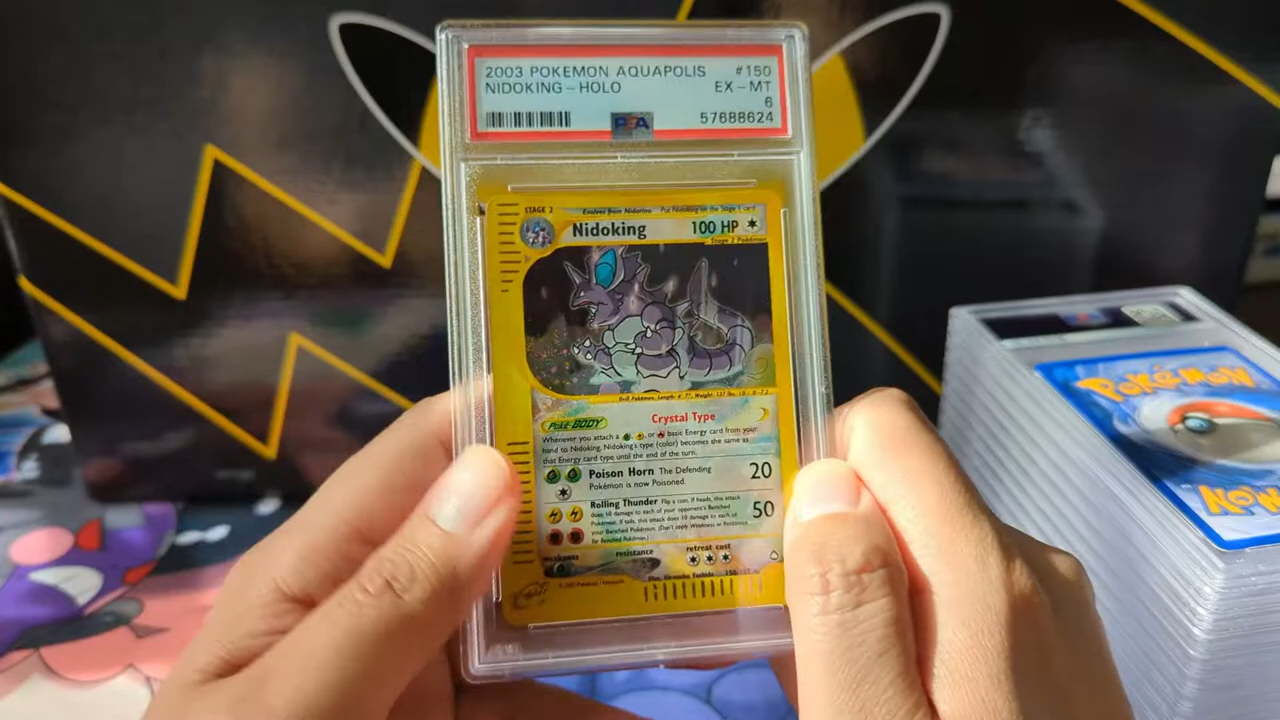 2003 POKEMON AQUAPOLIS #150
NIDOKING-HOLO EX-MT
6
PSA 57688624
STAGE 2 Evolves from Nidorino Put Nidoking on the Stage 1 card
Nidoking 100 HP
Stage 2 Pokémon
Drill Pokémon. Length: 4' 7", Weight: 137 lbs.
Poké-BODY Crystal Type
Whenever you attach a , , or basic Energy card from your
hand to Nidoking, Nidoking's type (color) becomes the same as
that Energy card type until the end of the turn.
Poison Horn The Defending 20
Pokémon is now Poisoned.
Rolling Thunder Flip a coin. If heads, this attack
does 10 damage to each of your opponent's Benched 50
Pokémon. If tails, this attack does 10 damage to each of
your Benched Pokémon. (Don't apply Weakness or Resistance
for Benched Pokémon.)
weakness resistance retreat cost
Illus. Hironobu Yoshida
POKéMON